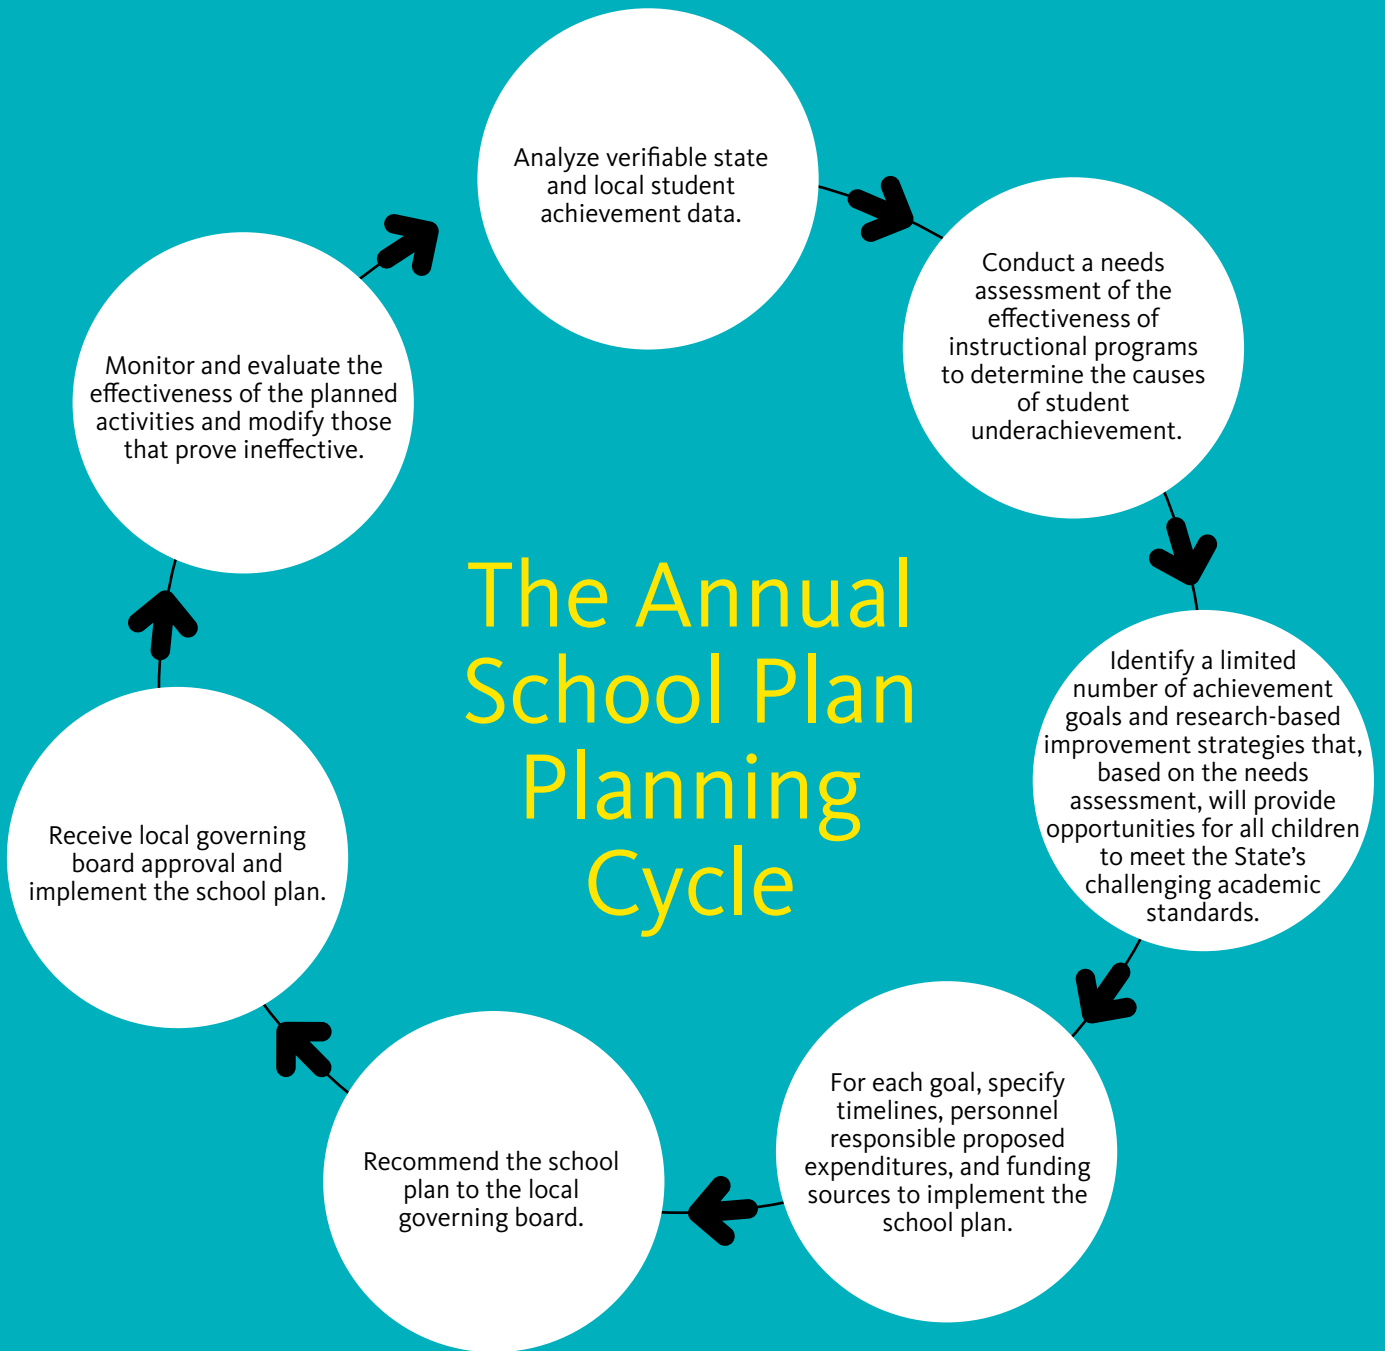 Analyze verifiable state
and local student
achievement data.
Conduct a needs
assessment of the
effectiveness of
instructional programs
to determine the causes
of student
underachievement.
Identify a limited
number of achievement
goals and research-based
improvement strategies that,
based on the needs
assessment, will provide
opportunities for all children
to meet the State’s
challenging academic
standards.
For each goal, specify
timelines, personnel
responsible proposed
expenditures, and funding
sources to implement the
school plan.
Recommend the school
plan to the local
governing board.
Receive local governing
board approval and
implement the school plan.
Monitor and evaluate the
effectiveness of the planned
activities and modify those
that prove ineffective.
The Annual
School Plan
Planning
Cycle